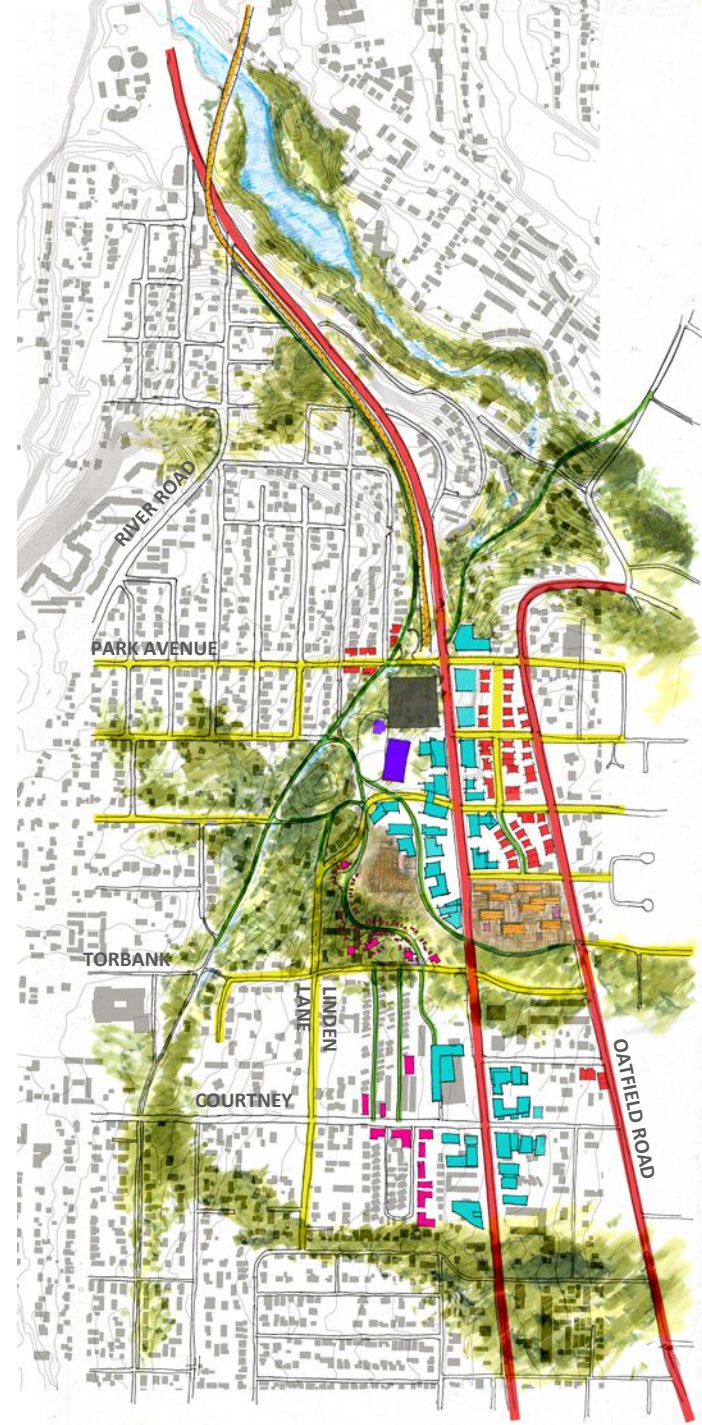 RIVER ROAD
PARK AVENUE
TORBANK
LINDEN
LANE
COURTNEY
OATFIELD ROAD